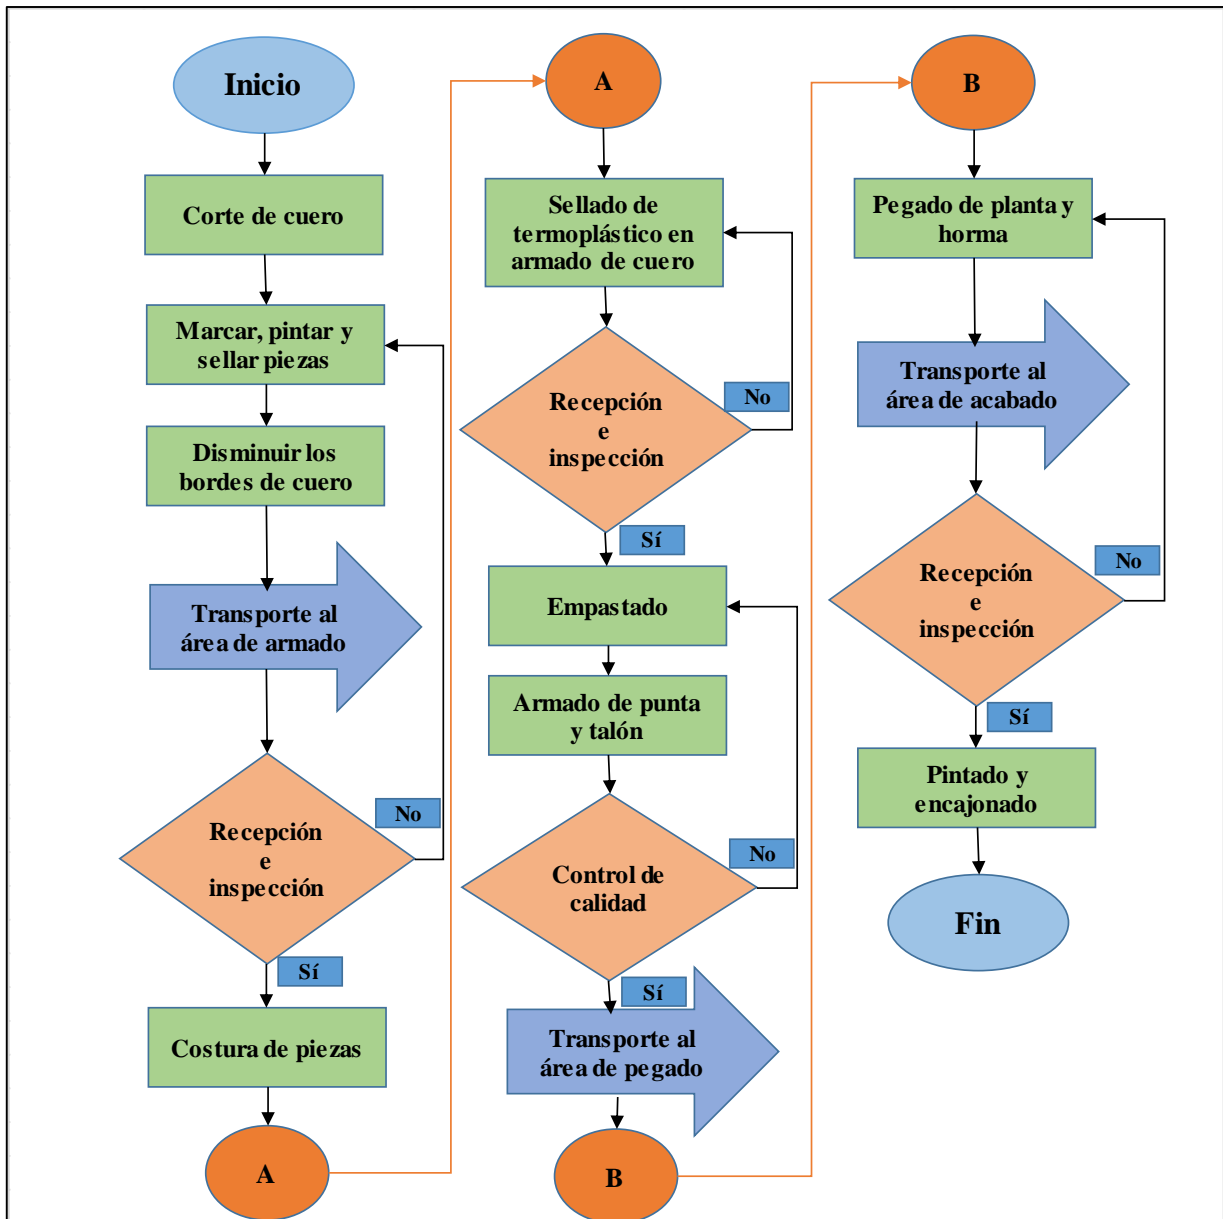 Inicio
Corte de cuero
Marcar, pintar y
sellar piezas
Disminuir los
bordes de cuero
Transporte al
área de armado
Recepción
e
inspección
No
Sí
Costura de piezas
A
A
Sellado de
termoplástico en
armado de cuero
Recepción
e
inspección
No
Sí
Empastado
Armado de punta
y talón
Control de
calidad
No
Sí
Transporte al
área de pegado
B
B
Pegado de planta y
horma
Transporte al
área de acabado
Recepción
e
inspección
No
Sí
Pintado y
encajonado
Fin